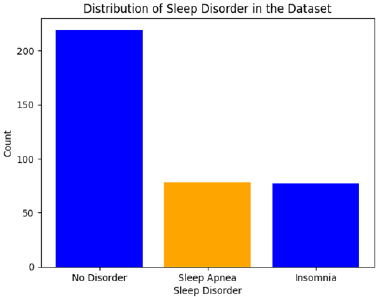 Distribution of Sleep Disorder in the Dataset
200
150
100
50
0
Count
No Disorder Sleep Apnea Insomnia
Sleep Disorder